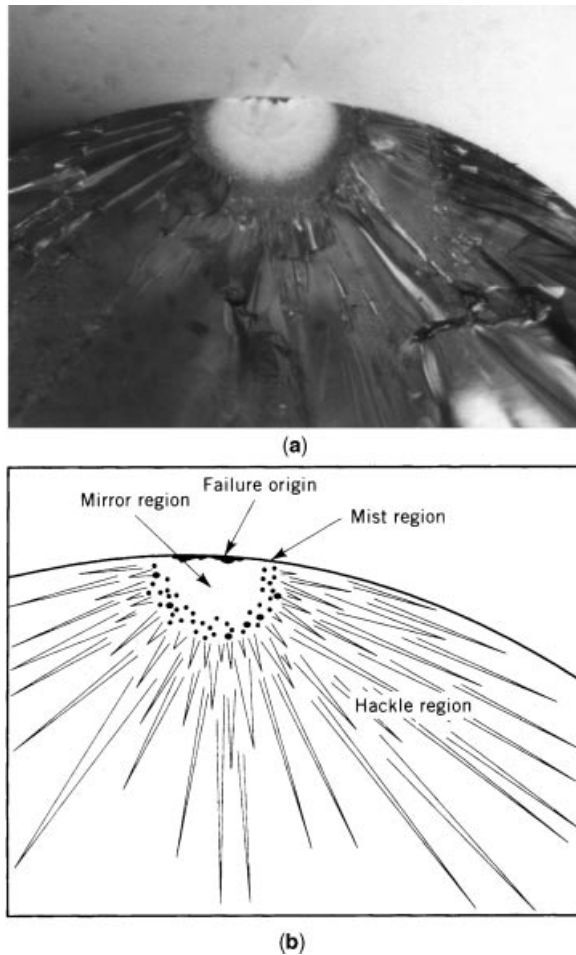 (a)
Failure origin
Mirror region
Mist region
Hackle region
(b)